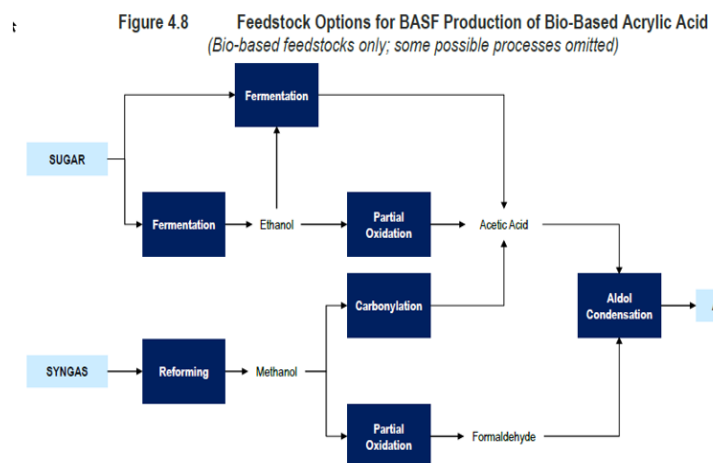 Figure 4.8 Feedstock Options for BASF Production of Bio-Based Acrylic Acid
(Bio-based feedstocks only; some possible processes omitted)
Fermentation
SUGAR
Fermentation
Ethanol
Partial
Oxidation
Acetic Acid
Carbonylation
Aldol
Condensation
SYNGAS
Reforming
Methanol
Partial
Oxidation
Formaldehyde